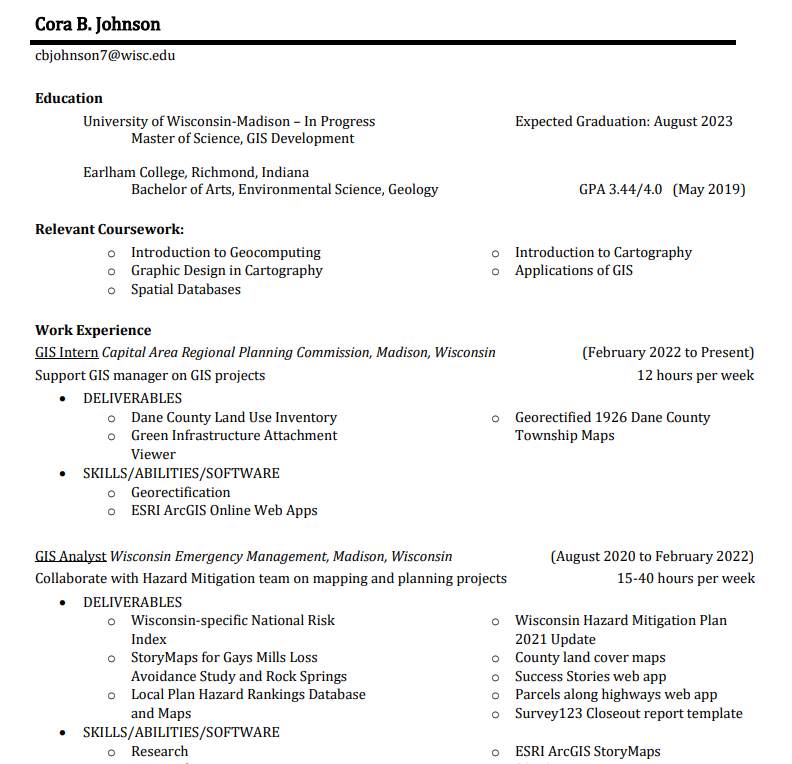 Cora B. Johnson
cbjohnson7@wisc.edu
Education
University of Wisconsin-Madison – In Progress Expected Graduation: August 2023
Master of Science, GIS Development
Earlham College, Richmond, Indiana
Bachelor of Arts, Environmental Science, Geology GPA 3.44/4.0 (May 2019)
Relevant Coursework:
o Introduction to Geocomputing o Introduction to Cartography
o Graphic Design in Cartography o Applications of GIS
o Spatial Databases
Work Experience
GIS Intern Capital Area Regional Planning Commission, Madison, Wisconsin (February 2022 to Present)
Support GIS manager on GIS projects 12 hours per week
• DELIVERABLES
o Dane County Land Use Inventory o Georectified 1926 Dane County
o Green Infrastructure Attachment Township Maps
Viewer
• SKILLS/ABILITIES/SOFTWARE
o Georectification
o ESRI ArcGIS Online Web Apps
GIS Analyst Wisconsin Emergency Management, Madison, Wisconsin (August 2020 to February 2022)
Collaborate with Hazard Mitigation team on mapping and planning projects 15-40 hours per week
• DELIVERABLES
o Wisconsin-specific National Risk o Wisconsin Hazard Mitigation Plan
Index 2021 Update
o StoryMaps for Gays Mills Loss o County land cover maps
Avoidance Study and Rock Springs o Success Stories web app
o Local Plan Hazard Rankings Database o Parcels along highways web app
and Maps o Survey123 Closeout report template
• SKILLS/ABILITIES/SOFTWARE
o Research o ESRI ArcGIS StoryMaps